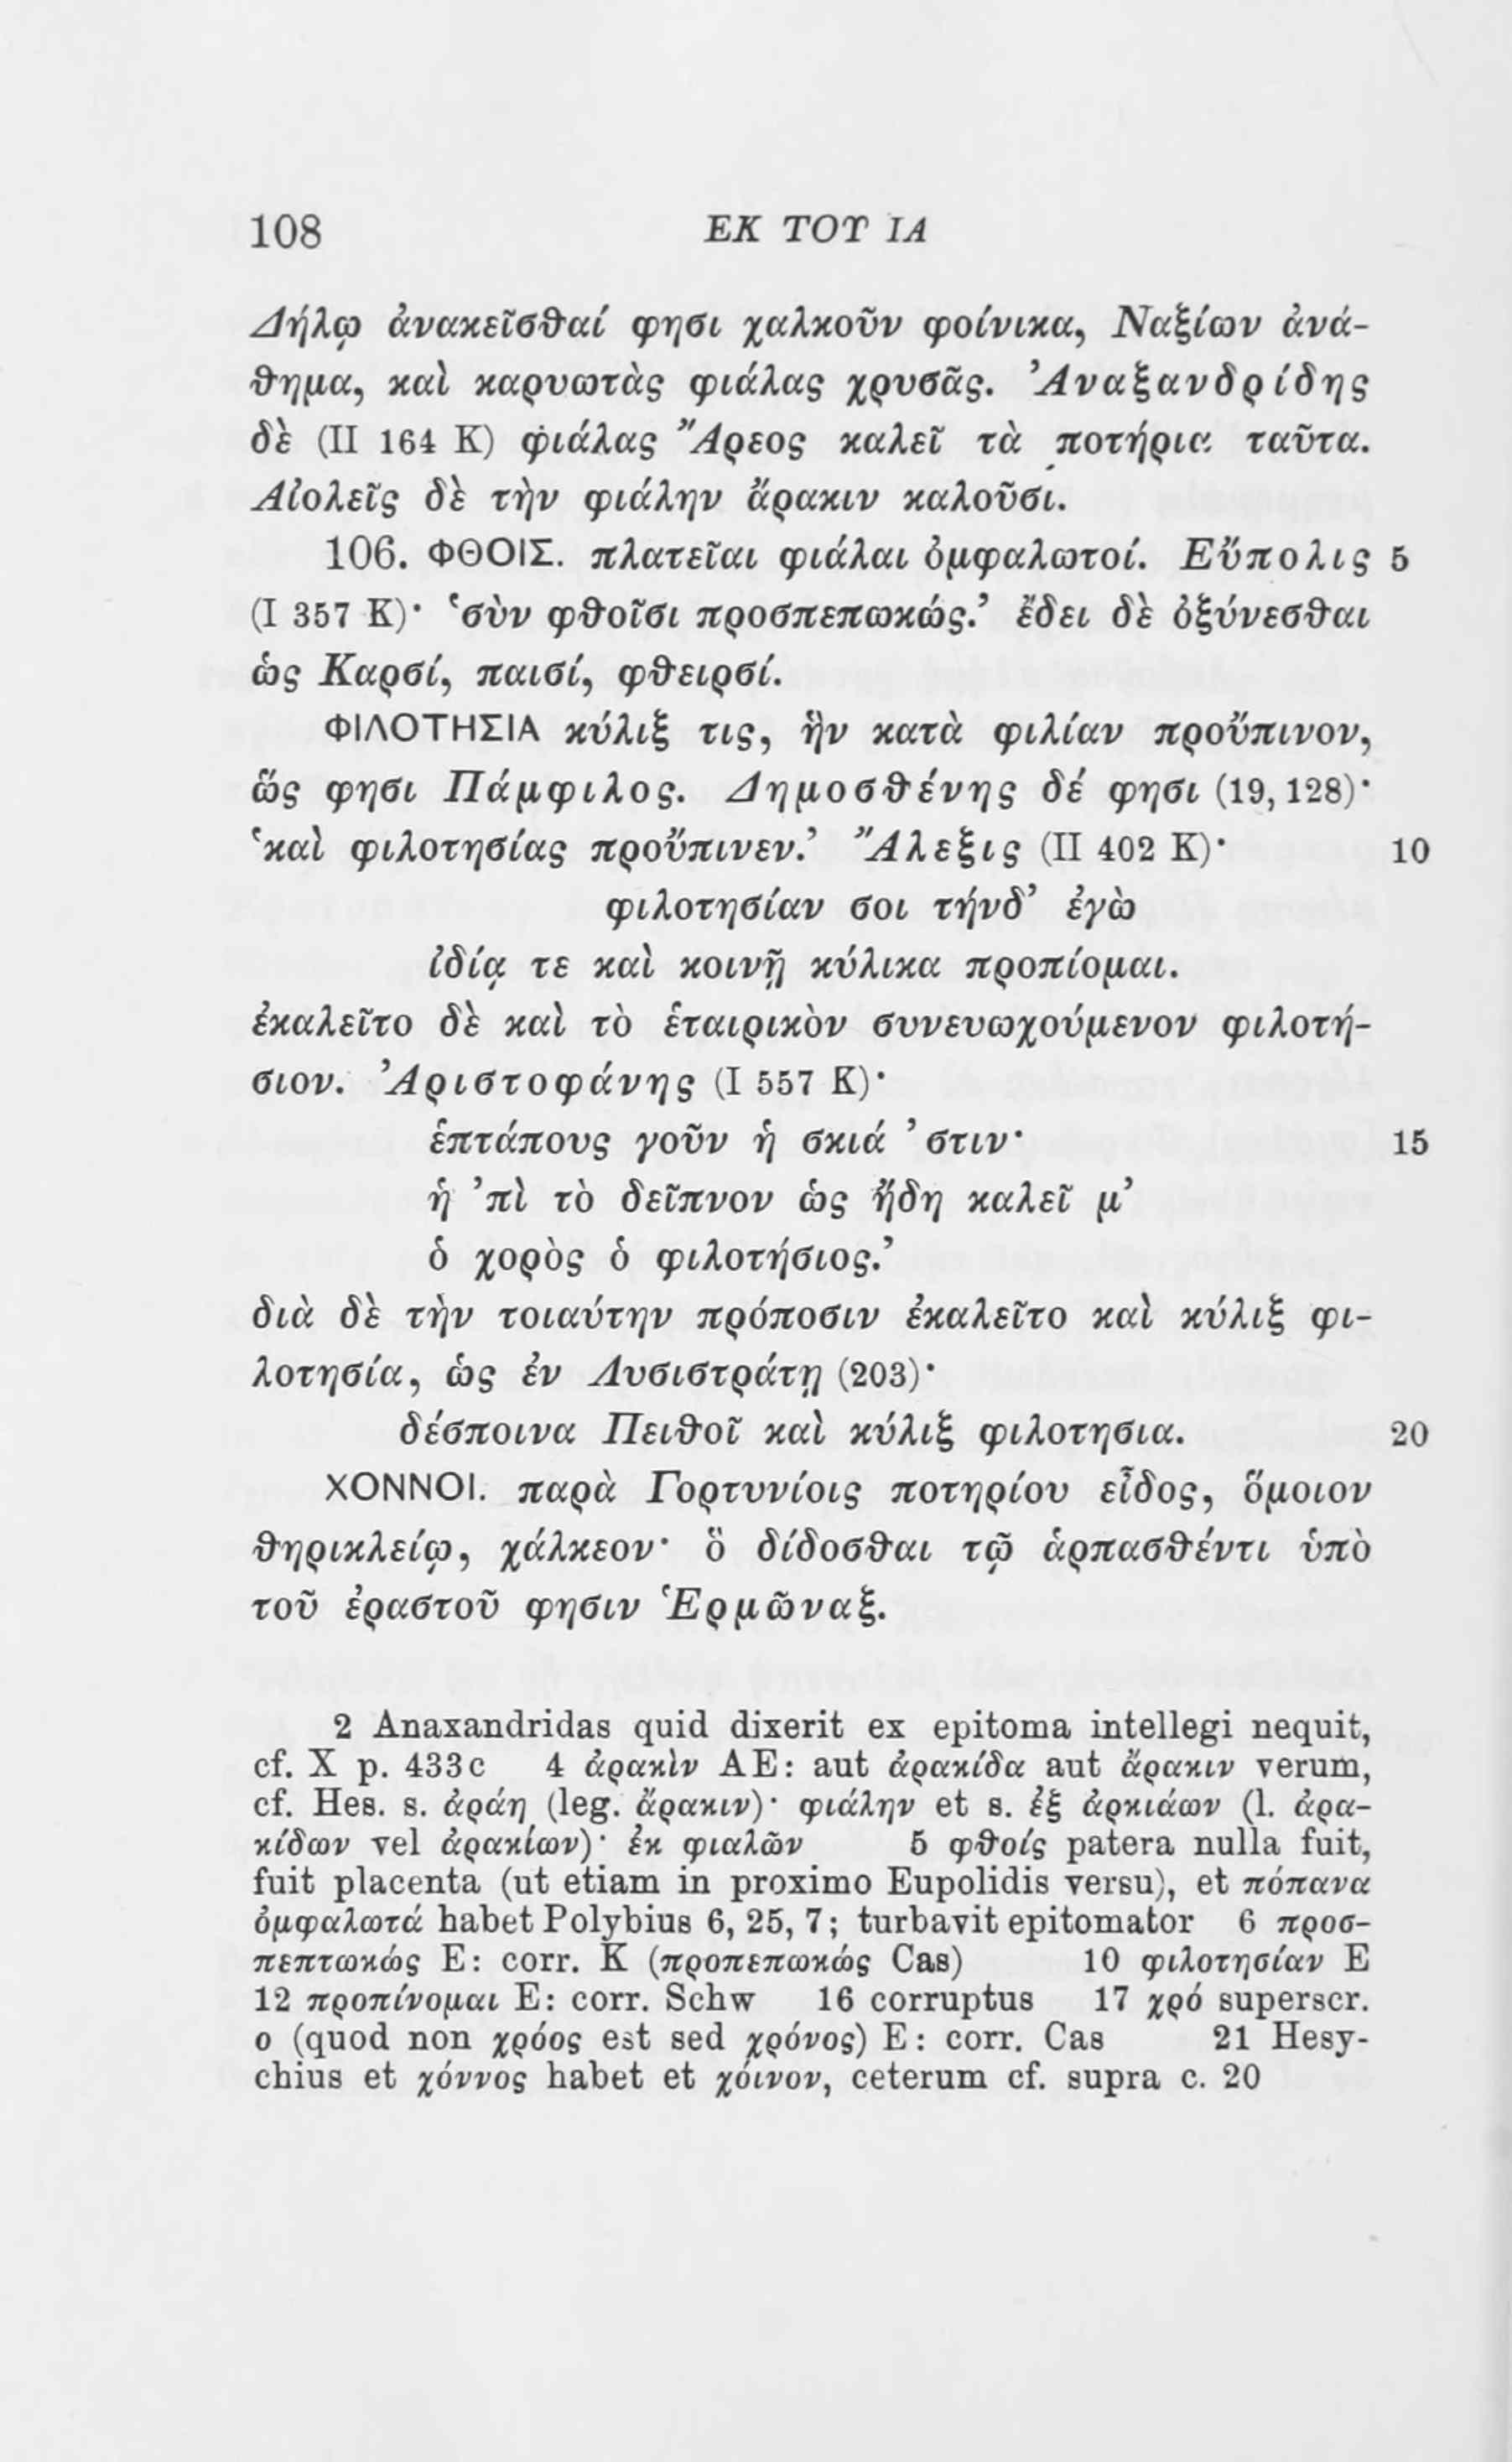 108 ΕΚ ΤΟΥ ΙΑ
Δήλῳ ἀνακεῖσθαί φησι χαλκοῦν φοίνικα, Ναξίων ἀνά-
θημα, καὶ καρυωτὰς φιάλας χρυσᾶς. Ἀναξανδρίδης
δὲ (II 164 K) φιάλας Ἄρεος καλεῖ τὰ ποτήρια ταῦτα.
Αἰολεῖς δὲ τὴν φιάλην ἄρακιν καλοῦσι.
106. ΦΘΟΙΣ. πλατεῖαι φιάλαι ὀμφαλωτοί. Εὔπολις 5
(I 357 K)· ‘σὺν φθοῖσι προσπεπωκώς.’ ἔδει δὲ ὀξύνεσθαι
ὡς Καρσί, παισί, φθειρσί.
ΦΙΛΟΤΗΣΙΑ κύλιξ τις, ἣν κατὰ φιλίαν προὔπινον,
ὥς φησι Πάμφιλος. Δημοσθένης δέ φησι (19, 128)·
‘καὶ φιλοτησίας προὔπινεν.’ Ἄλεξις (II 402 K)· 10
φιλοτησίαν σοι τήνδ’ ἐγὼ
ἰδίᾳ τε καὶ κοινῇ κύλικα προπίομαι.
ἐκαλεῖτο δὲ καὶ τὸ ἑταιρικὸν συνευωχούμενον φιλοτή-
σιον. Ἀριστοφάνης (I 557 K)·
ἑπτάπους γοῦν ἡ σκιά ’στιν· 15
ἡ ’πὶ τὸ δεῖπνον ὡς ἤδη καλεῖ μ’
ὁ χορὸς ὁ φιλοτήσιος.’
διὰ δὲ τὴν τοιαύτην πρόποσιν ἐκαλεῖτο καὶ κύλιξ φι-
λοτησία, ὡς ἐν Λυσιστράτῃ (203)·
δέσποινα Πειθοῖ καὶ κύλιξ φιλοτησια. 20
ΧΟΝΝΟΙ. παρὰ Γορτυνίοις ποτηρίου εἶδος, ὅμοιον
θηρικλείῳ, χάλκεον· ὃ δίδοσθαι τῷ ἁρπασθέντι ὑπὸ
τοῦ ἐραστοῦ φησιν Ἑρμῶναξ.
2 Anaxandridas quid dixerit ex epitoma intellegi nequit,
cf. X p. 433c 4 ἀρακὶν AE: aut ἀρακίδα aut ἄρακιν verum,
cf. Hes. s. ἀράη (leg. ἄρακιν)· φιάλην et s. ἐξ ἀρκιάων (l. ἀρα-
κίδων vel ἀρακίων)· ἐκ φιαλῶν 5 φθοίς patera nulla fuit,
fuit placenta (ut etiam in proximo Eupolidis versu), et πόπανα
ὀμφαλωτά habet Polybius 6, 25, 7; turbavit epitomator 6 προσ-
πεπτωκώς E: corr. K (προπεπωκώς Cas) 10 φιλοτησίαν E
12 προπίνομαι E: corr. Schw 16 corruptus 17 χρό superscr.
ο (quod non χρόος est sed χρόνος) E: corr. Cas 21 Hesy-
chius et χόννος habet et χόινον, ceterum cf. supra c. 20